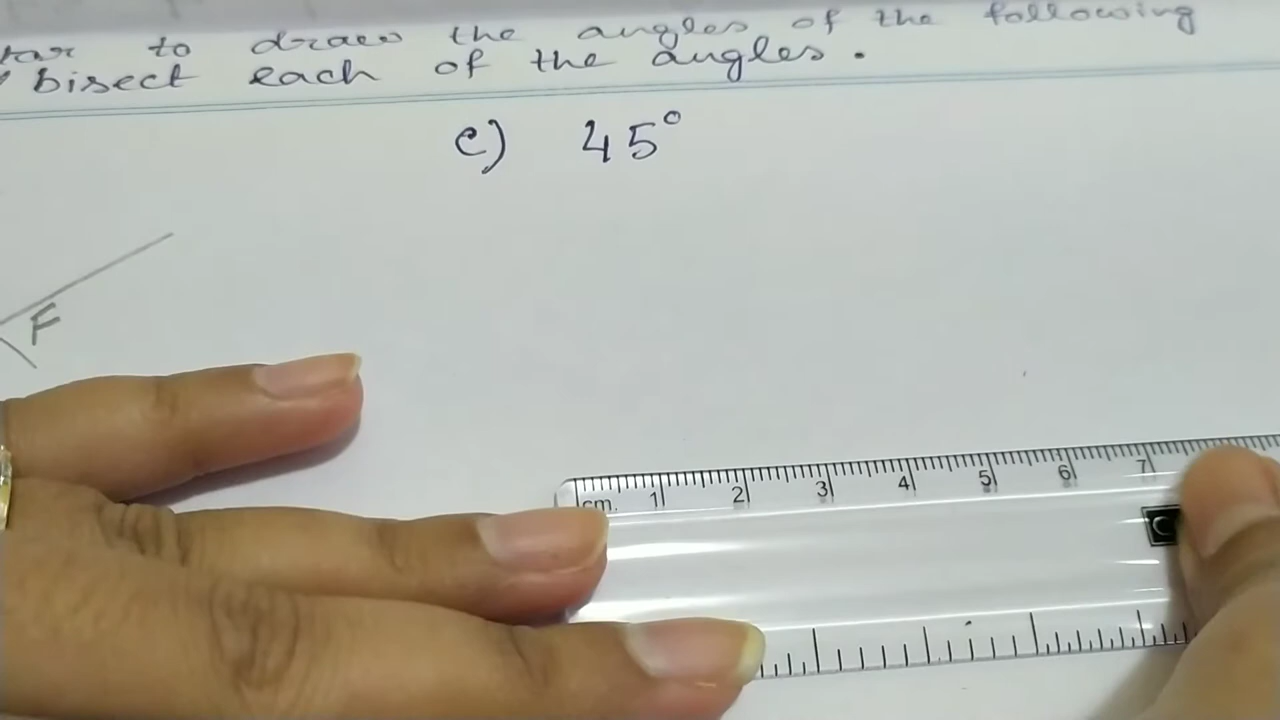 to draw the angles of the following
bisect each of the angles.
c) 45°
F
cm. 1 2 3 4 5 6 7